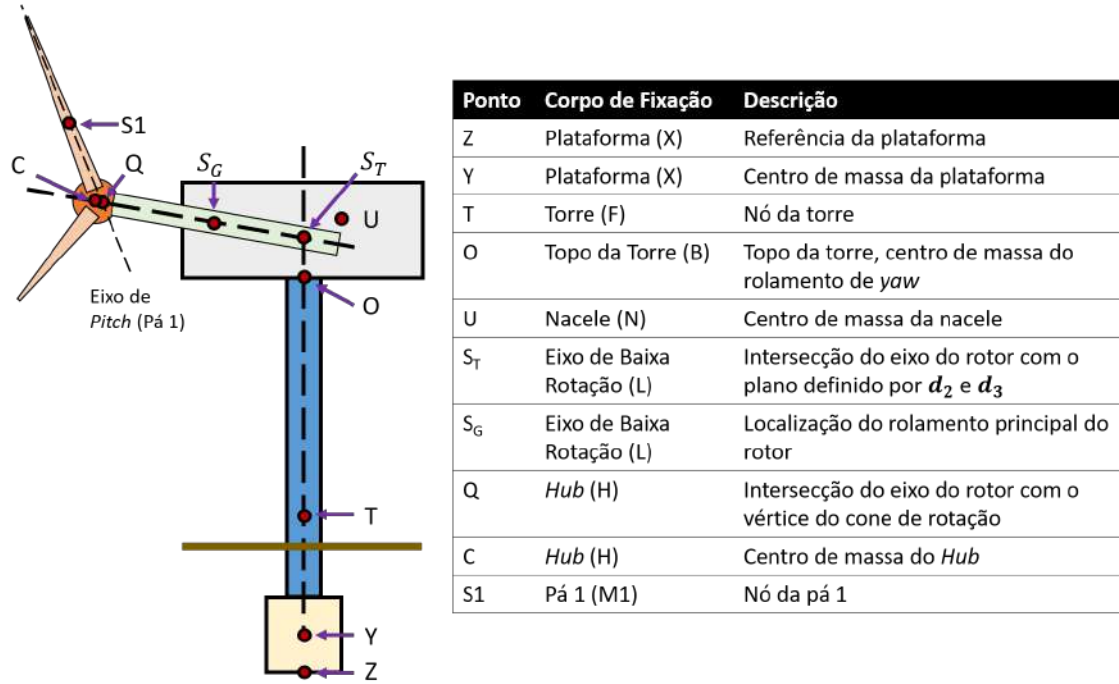 S1
C
Q
S_G
S_T
U
Eixo de
Pitch (Pá 1)
O
T
Y
Z
Ponto Corpo de Fixação Descrição
Z Plataforma (X) Referência da plataforma
Y Plataforma (X) Centro de massa da plataforma
T Torre (F) Nó da torre
O Topo da Torre (B) Topo da torre, centro de massa do
rolamento de yaw
U Nacele (N) Centro de massa da nacele
S_T Eixo de Baixa Intersecção do eixo do rotor com o
Rotação (L) plano definido por d_2 e d_3
S_G Eixo de Baixa Localização do rolamento principal do
Rotação (L) rotor
Q Hub (H) Intersecção do eixo do rotor com o
vértice do cone de rotação
C Hub (H) Centro de massa do Hub
S1 Pá 1 (M1) Nó da pá 1